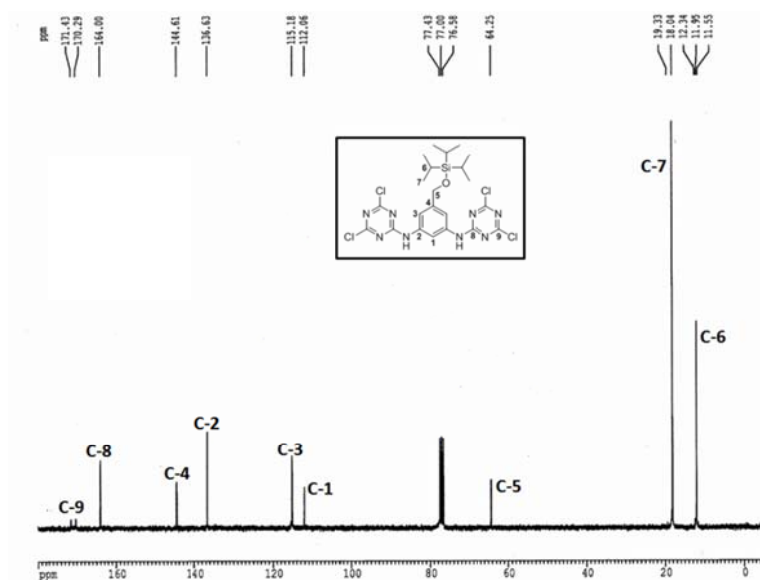 ppm
171.43
170.29
164.00
144.61
136.63
115.18
112.06
77.43
77.00
76.58
64.25
19.33
18.04
12.34
11.95
11.55
C-7
6
Si
7
O
5
Cl
4
Cl
N
N
3
N
N
Cl
N
N
H
2
1
N
H
8
N
9
Cl
C-6
C-2
C-8
C-3
C-4
C-1
C-5
C-9
ppm
160
140
120
100
80
60
40
20
0